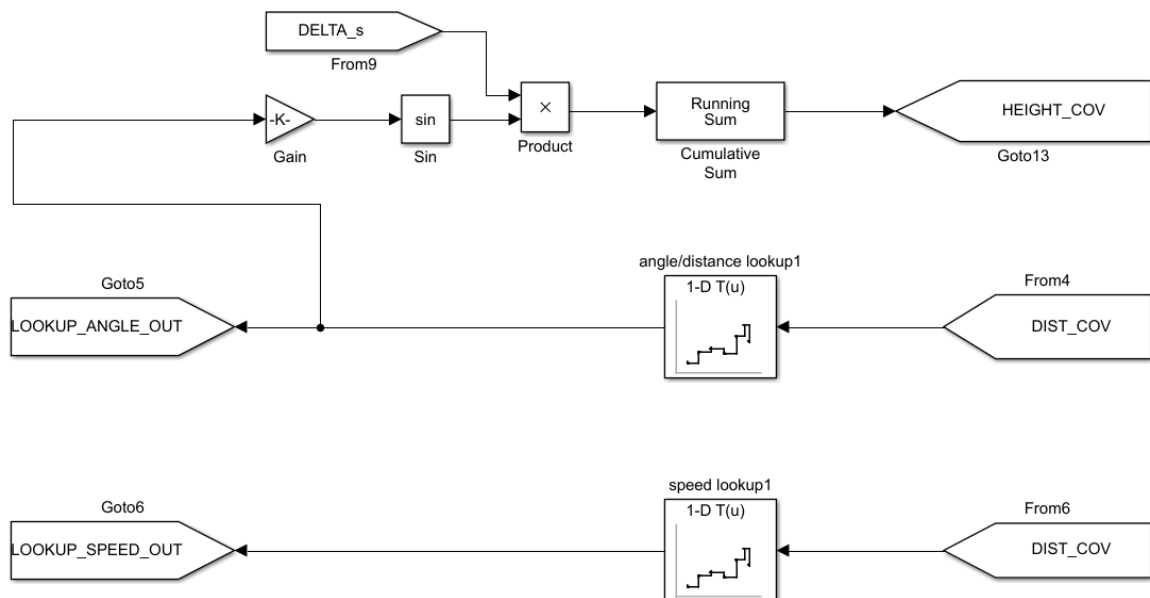 DELTA_s
From9
-K-
Gain
sin
Sin
×
Product
Running
Sum
Cumulative
Sum
HEIGHT_COV
Goto13
Goto5
LOOKUP_ANGLE_OUT
angle/distance lookup1
1-D T(u)
From4
DIST_COV
Goto6
LOOKUP_SPEED_OUT
speed lookup1
1-D T(u)
From6
DIST_COV